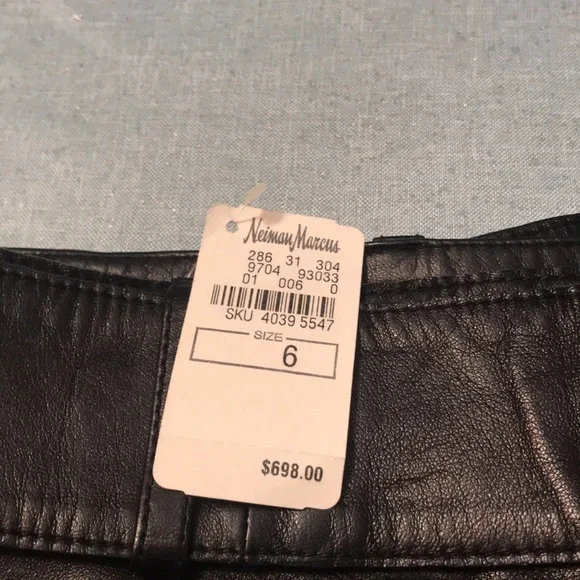 Neiman Marcus
286 31 304
9704 93033
01 006 0
SKU 4039 5547
SIZE
6
$698.00